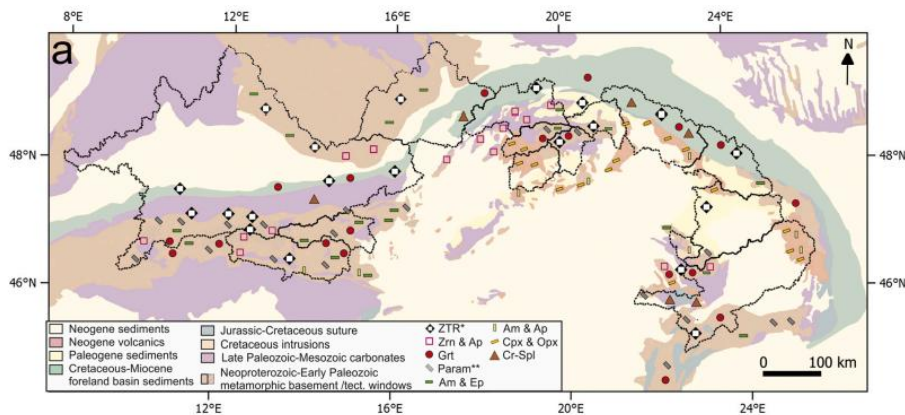 8°E 12°E 16°E 20°E 24°E
a
N
48°N 48°N
46°N 46°N
Neogene sediments
Neogene volcanics
Paleogene sediments
Cretaceous-Miocene
foreland basin sediments
Jurassic-Cretaceous suture
Cretaceous intrusions
Late Paleozoic-Mesozoic carbonates
Neoproterozoic-Early Paleozoic
metamorphic basement /tect. windows
ZTR*
Zrn & Ap
Grt
Param**
Am & Ep
Am & Ap
Cpx & Opx
Cr-Spl
0 100 km
12°E 16°E 20°E 24°E